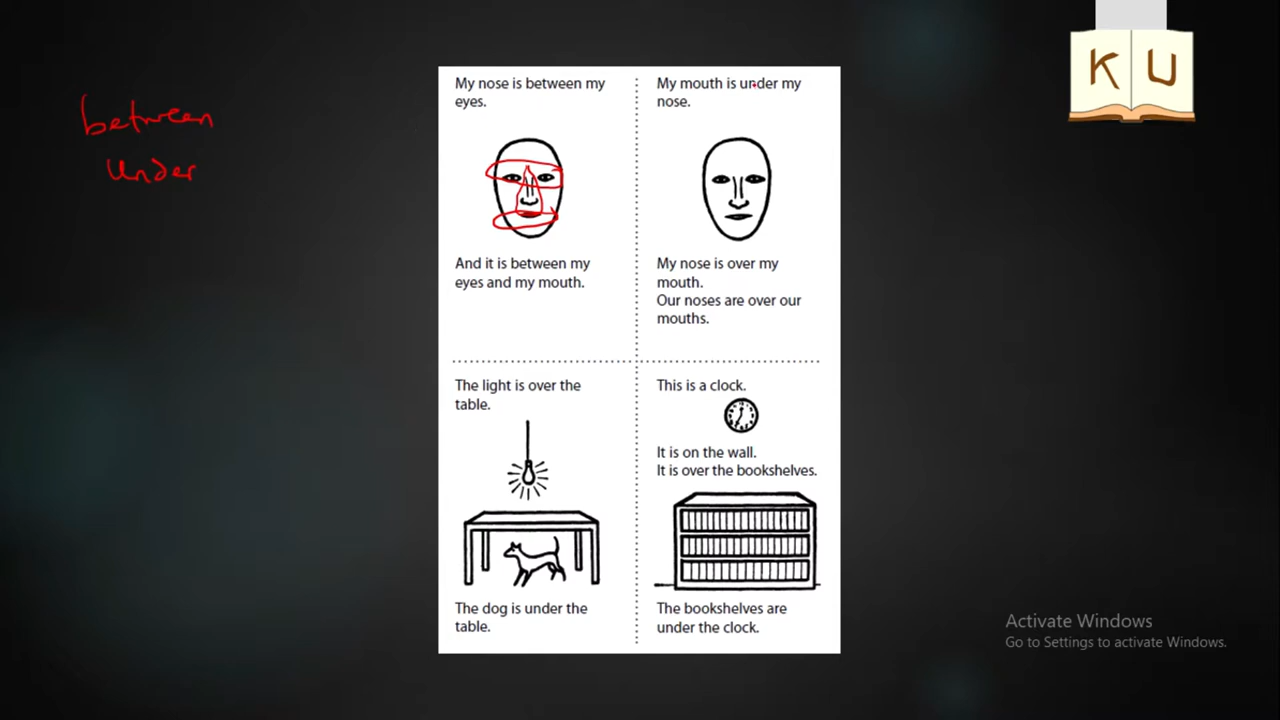 between
under
K U
My nose is between my
eyes.
And it is between my
eyes and my mouth.
My mouth is under my
nose.
My nose is over my
mouth.
Our noses are over our
mouths.
The light is over the
table.
The dog is under the
table.
This is a clock.
It is on the wall.
It is over the bookshelves.
The bookshelves are
under the clock.
Activate Windows
Go to Settings to activate Windows.